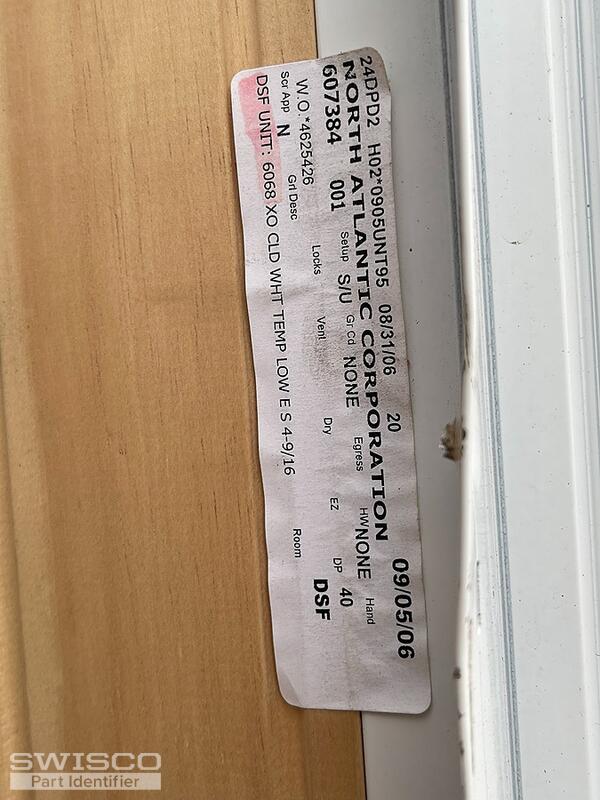 24DPD2 H02*0905UNT95 08/31/06 20 09/05/06
NORTH ATLANTIC CORPORATION
607384 001 Setup S/U Gr Cd NONE Egress HW NONE Hand
W.O.*4625426 Locks Vent Dry EZ DP 40
Scr App N Grl Desc DSF
DSF UNIT: 6068 XO CLD WHT TEMP LOW E S 4-9/16 Room
SWISCO
Part Identifier